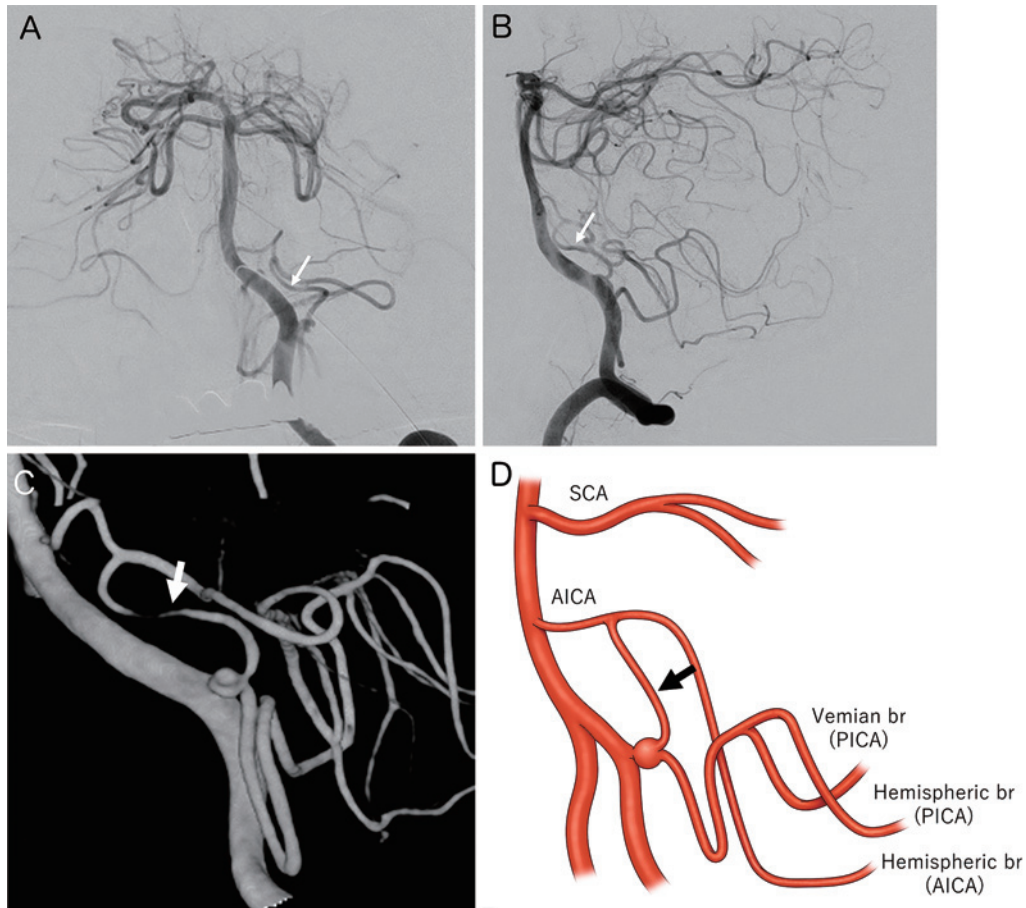 A
B
C
D
SCA
AICA
Vemian br
(PICA)
Hemispheric br
(PICA)
Hemispheric br
(AICA)